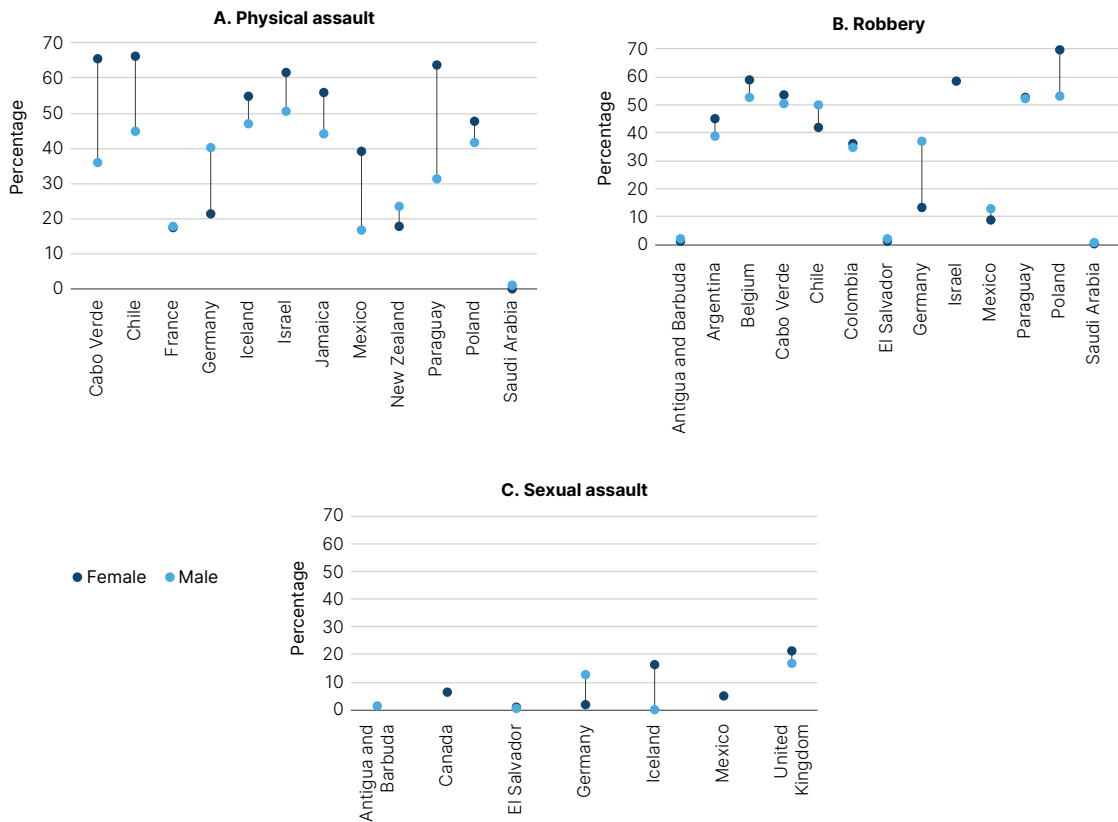 A. Physical assault
Percentage
70
60
50
40
30
20
10
0
Cabo Verde
Chile
France
Germany
Iceland
Israel
Jamaica
Mexico
New Zealand
Paraguay
Poland
Saudi Arabia
B. Robbery
Percentage
70
60
50
40
30
20
10
0
Antigua and Barbuda
Argentina
Belgium
Cabo Verde
Chile
Colombia
El Salvador
Germany
Israel
Mexico
Paraguay
Poland
Saudi Arabia
Female
Male
C. Sexual assault
Percentage
70
60
50
40
30
20
10
0
Antigua and
Barbuda
Canada
El Salvador
Germany
Iceland
Mexico
United
Kingdom